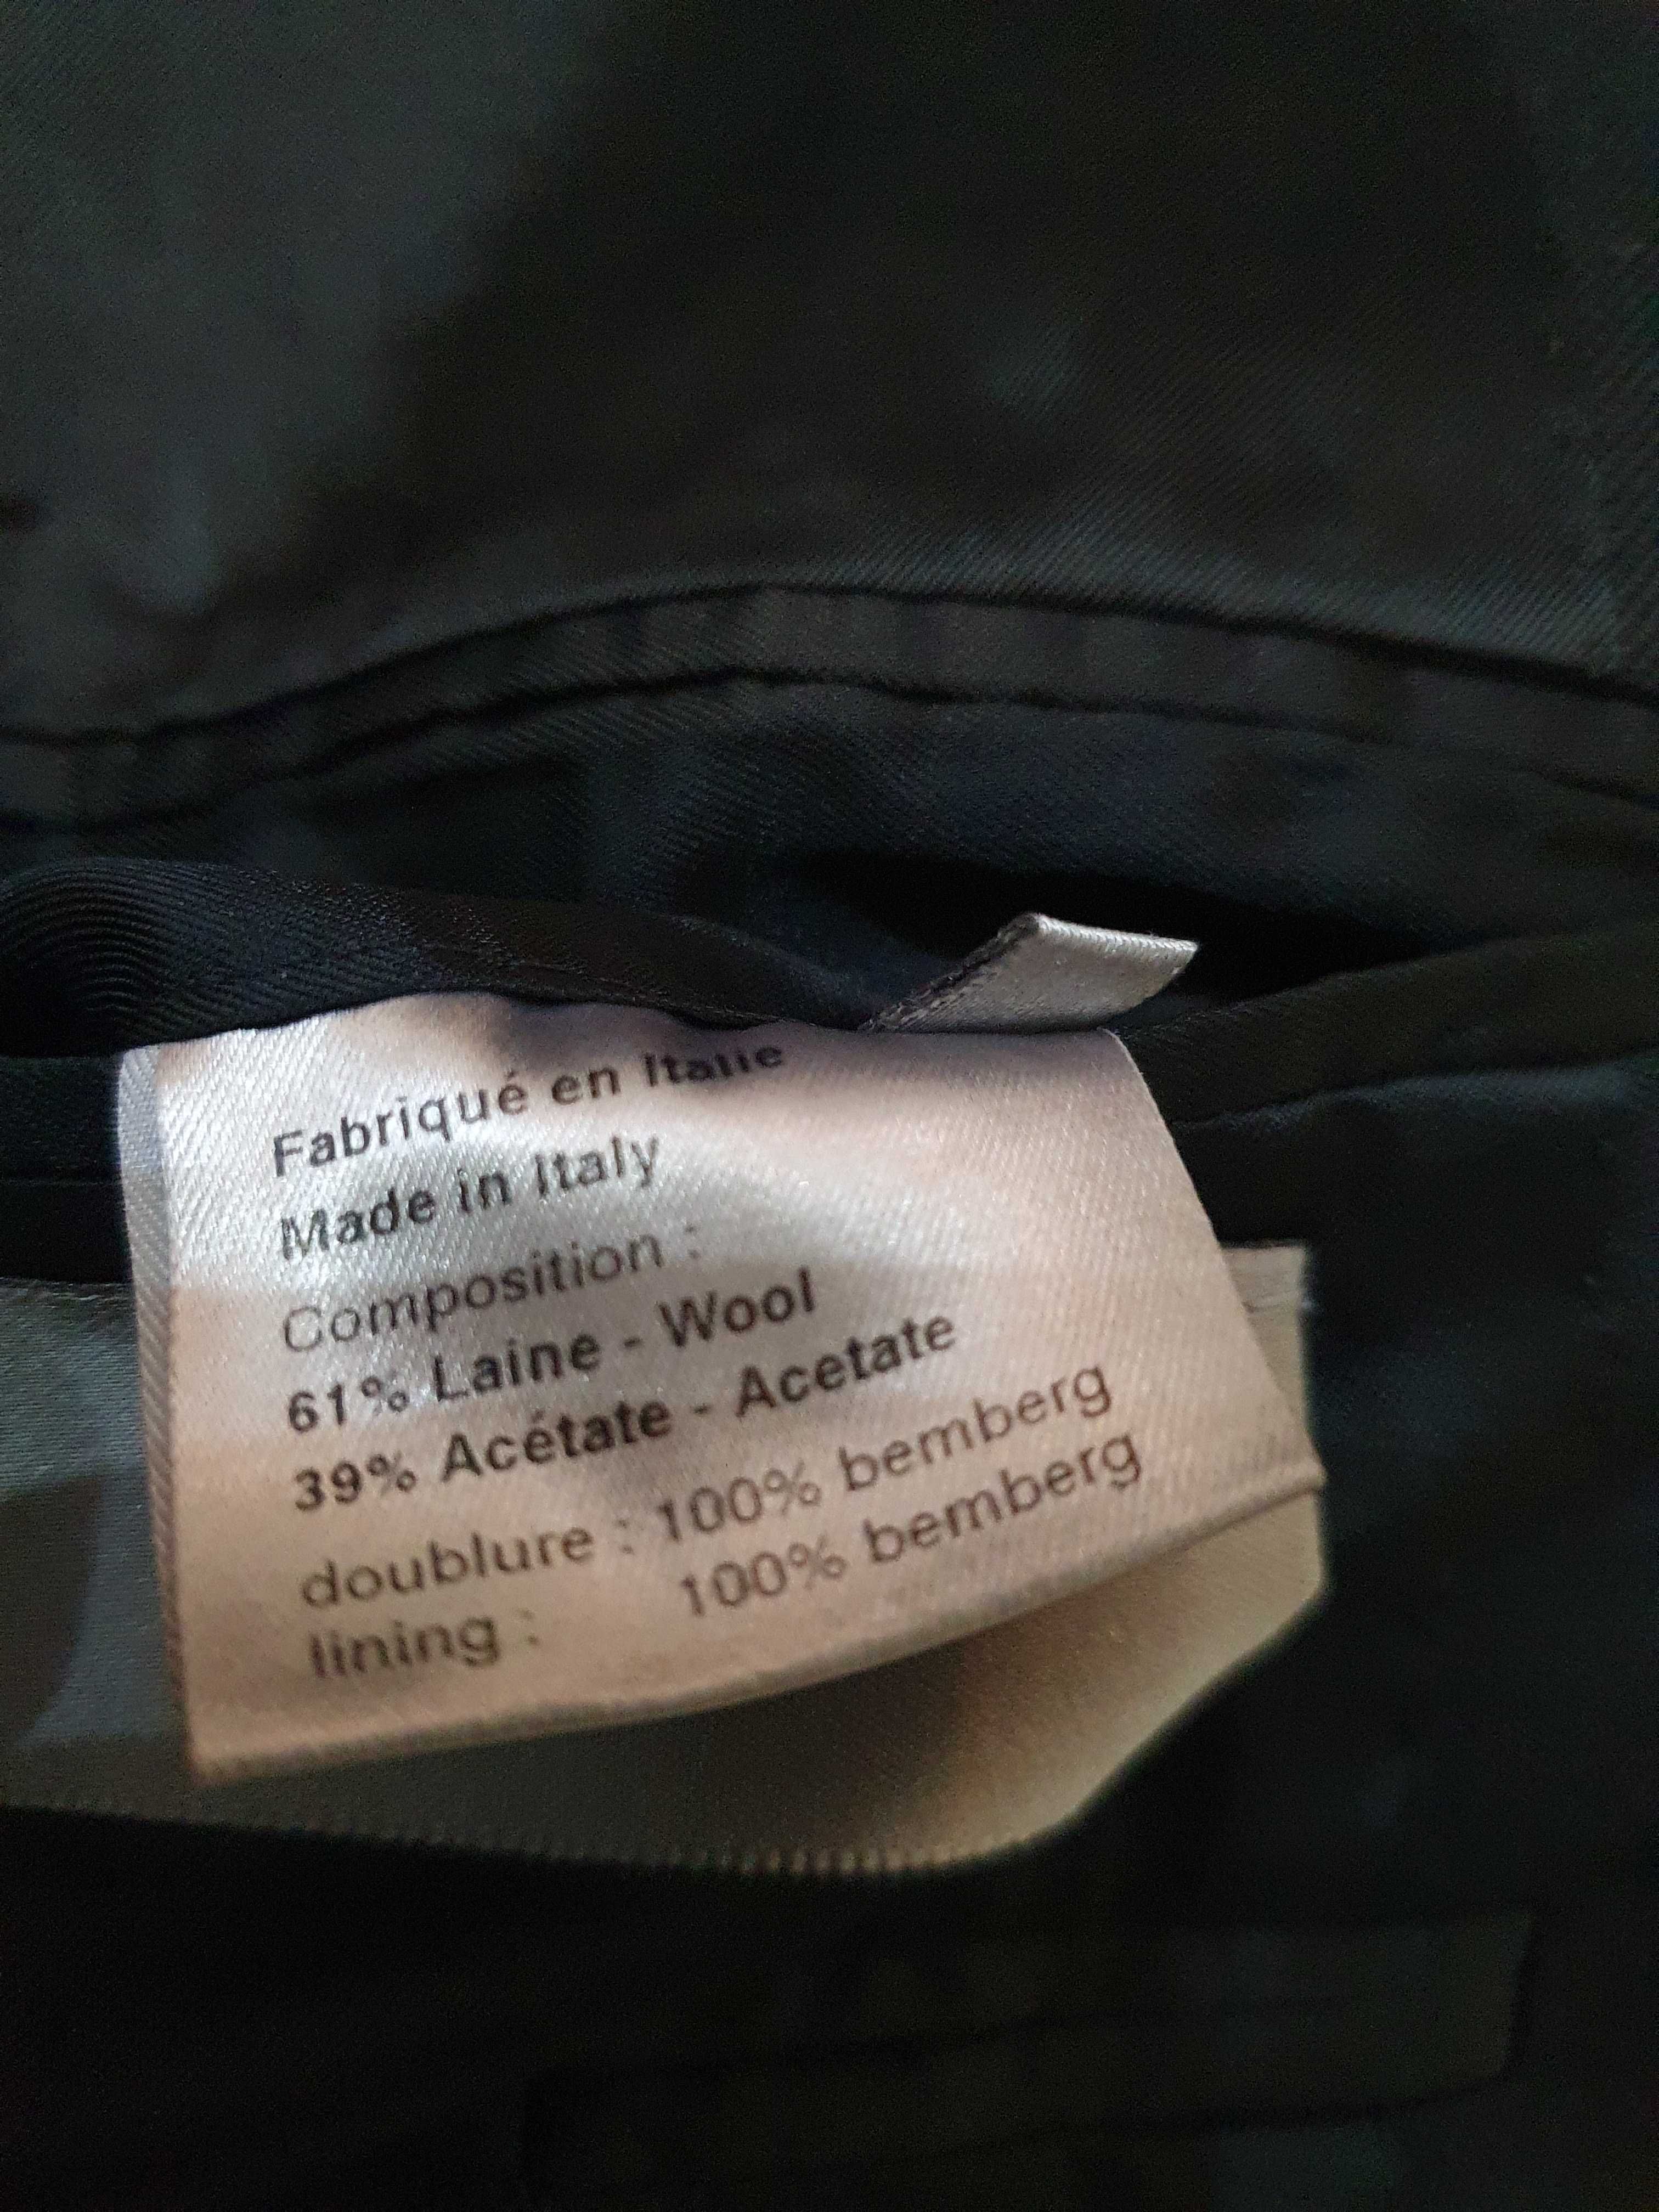 Fabriqué en Italie
Made in Italy
Composition :
61% Laine - Wool
39% Acétate - Acetate
doublure : 100% bemberg
lining : 100% bemberg